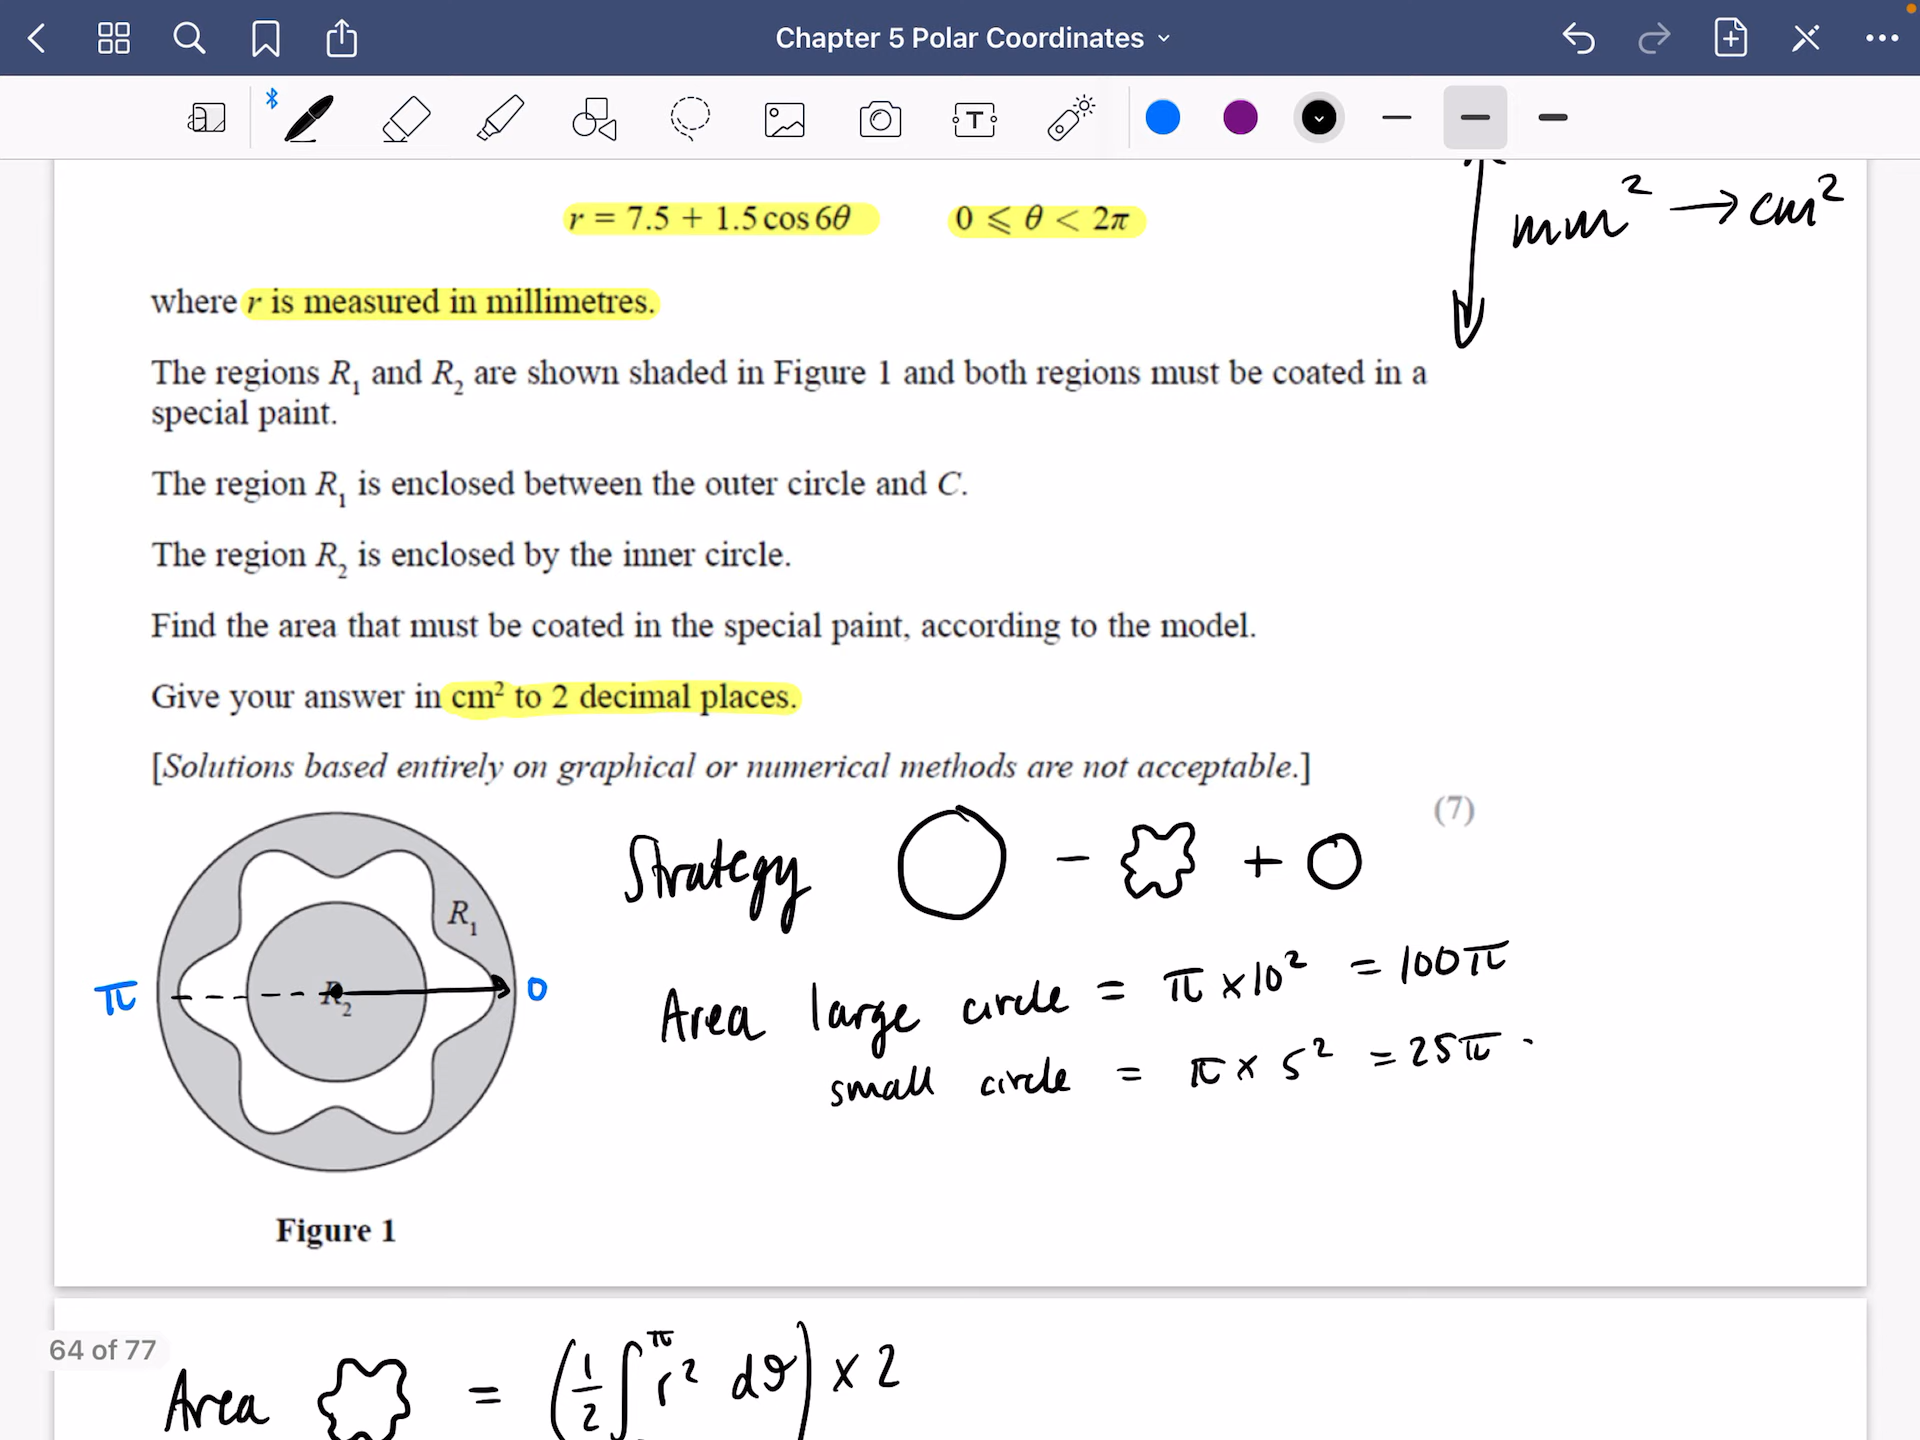 Chapter 5 Polar Coordinates
T
mm² → cm²
r = 7.5 + 1.5 cos 6θ 0 ⩽ θ < 2π
where r is measured in millimetres.
The regions R₁ and R₂ are shown shaded in Figure 1 and both regions must be coated in a
special paint.
The region R₁ is enclosed between the outer circle and C.
The region R₂ is enclosed by the inner circle.
Find the area that must be coated in the special paint, according to the model.
Give your answer in cm² to 2 decimal places.
[Solutions based entirely on graphical or numerical methods are not acceptable.]
(7)
Strategy - +
R₁
π R₂ 0
Area large circle = π × 10² = 100π
small circle = π × 5² = 25π .
Figure 1
64 of 77
Area = (1/2 ∫ π r² dθ) × 2